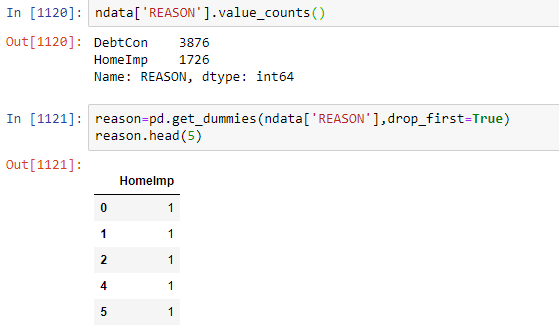 In [1120]: ndata['REASON'].value_counts()
Out[1120]: DebtCon    3876
HomeImp    1726
Name: REASON, dtype: int64
In [1121]: reason=pd.get_dummies(ndata['REASON'],drop_first=True)
reason.head(5)
Out[1121]:
HomeImp
0 1
1 1
2 1
4 1
5 1